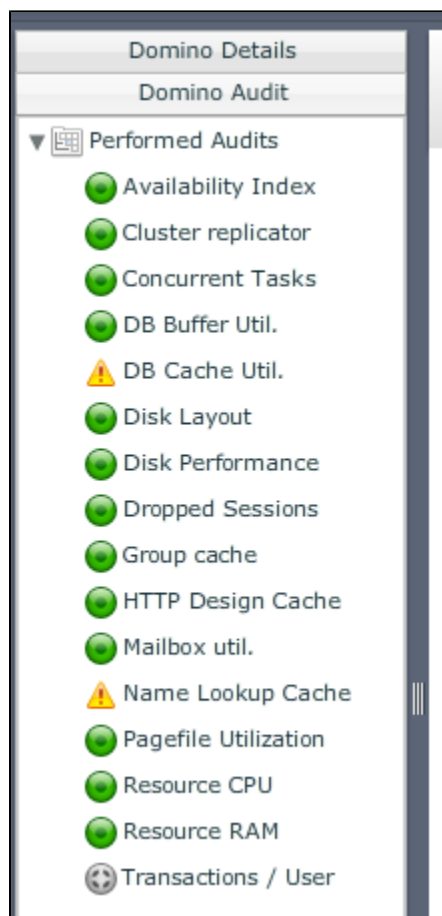 Domino Details
Domino Audit
Performed Audits
Availability Index
Cluster replicator
Concurrent Tasks
DB Buffer Util.
DB Cache Util.
Disk Layout
Disk Performance
Dropped Sessions
Group cache
HTTP Design Cache
Mailbox util.
Name Lookup Cache
Pagefile Utilization
Resource CPU
Resource RAM
Transactions / User